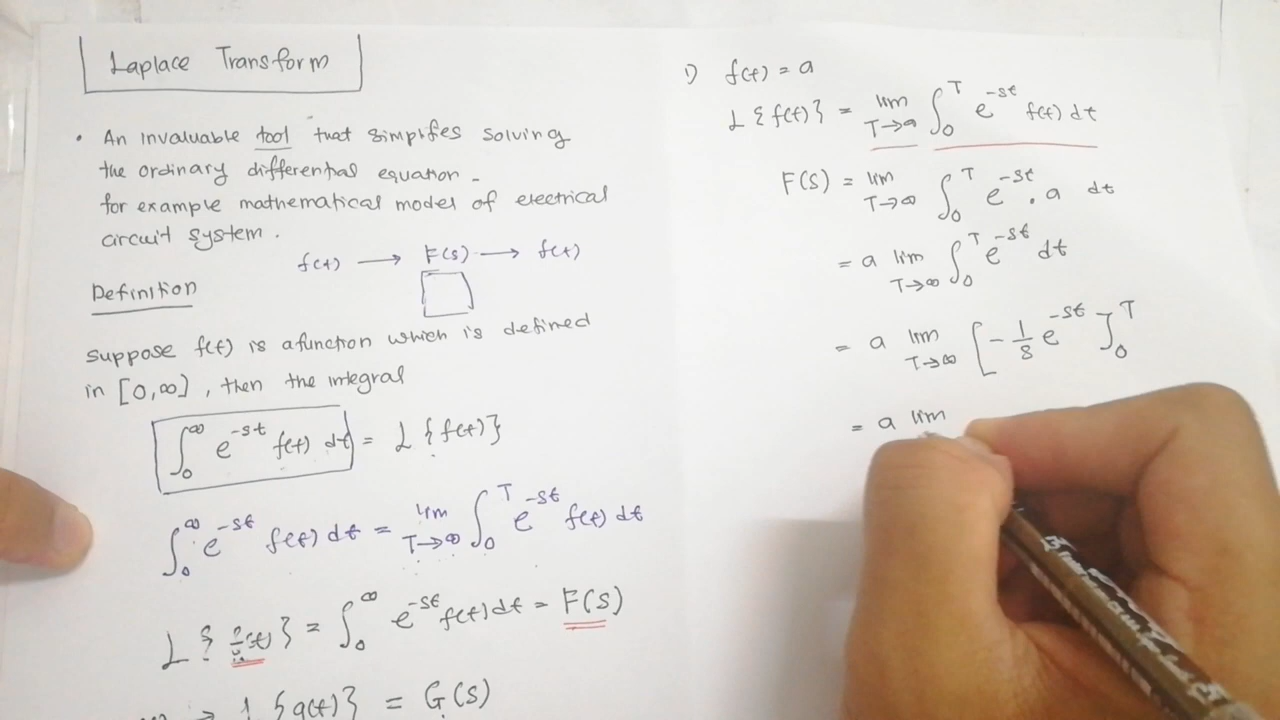 Laplace Transform
• An invaluable tool that simplifes solving
the ordinary differential equation -
for example mathematical model of electrical
circuit system.
f(t) → F(s) → f(t)
Definition
suppose f(t) is a function which is defined
in [0,∞] , then the integral
∫₀^∞ e^-st f(t) dt = L {f(t)}
∫₀^∞ e^-st f(t) dt = lim T→∞ ∫₀^T e^-st f(t) dt
L { f(t) } = ∫₀^∞ e^-st f(t) dt = F(s)
L {g(t)} = G(s)
1) f(t) = a
L {f(t)} = lim T→∞ ∫₀^T e^-st f(t) dt
F(s) = lim T→∞ ∫₀^T e^-st . a dt
= a lim T→∞ ∫₀^T e^-st dt
= a lim T→∞ [-1/s e^-st]₀^T
= a lim